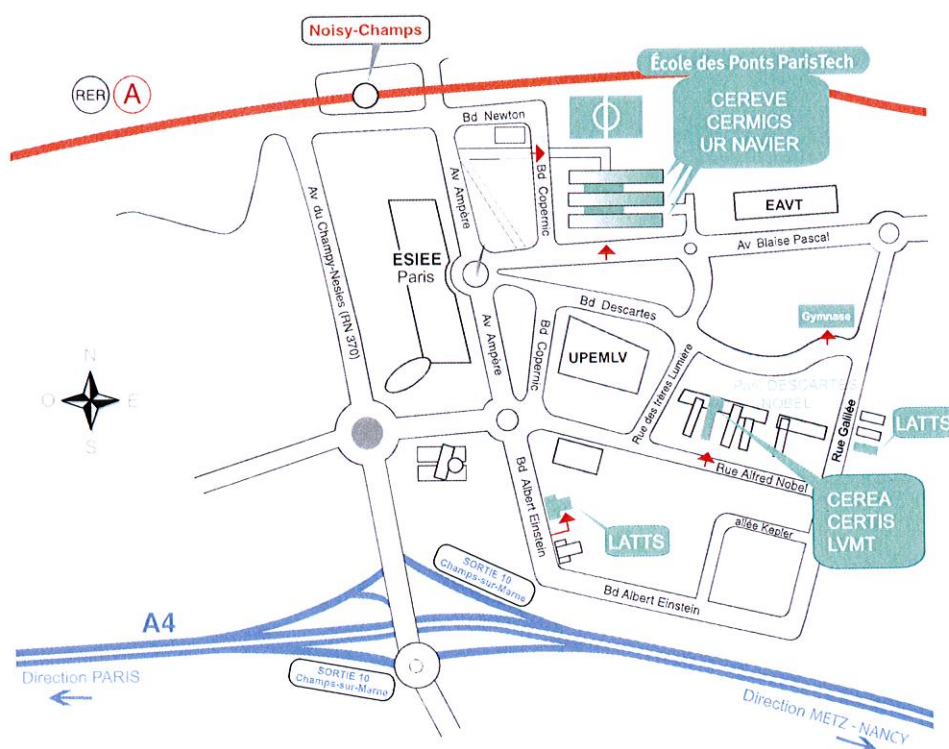 Noisy-Champs
École des Ponts ParisTech
RER
A
CEREVE
CERMICS
UR NAVIER
Bd Newton
Av Ampère
Bd Copernic
EAVT
Av du Champy-Nesles (RN 370)
ESIEE
Paris
Av Blaise Pascal
Bd Descartes
Gymnase
Av Ampère
Bd Copernic
UPEMLV
Rue des frères Lumière
PARC DESCARTES
NOBEL
N
O
E
S
Rue Galilée
LATTS
Rue Alfred Nobel
CEREA
CERTIS
LVMT
Bd Albert Einstein
LATTS
allée Kepler
SORTIE 10
Champs-sur-Marne
Bd Albert Einstein
A4
Direction PARIS
SORTIE 10
Champs-sur-Marne
Direction METZ - NANCY